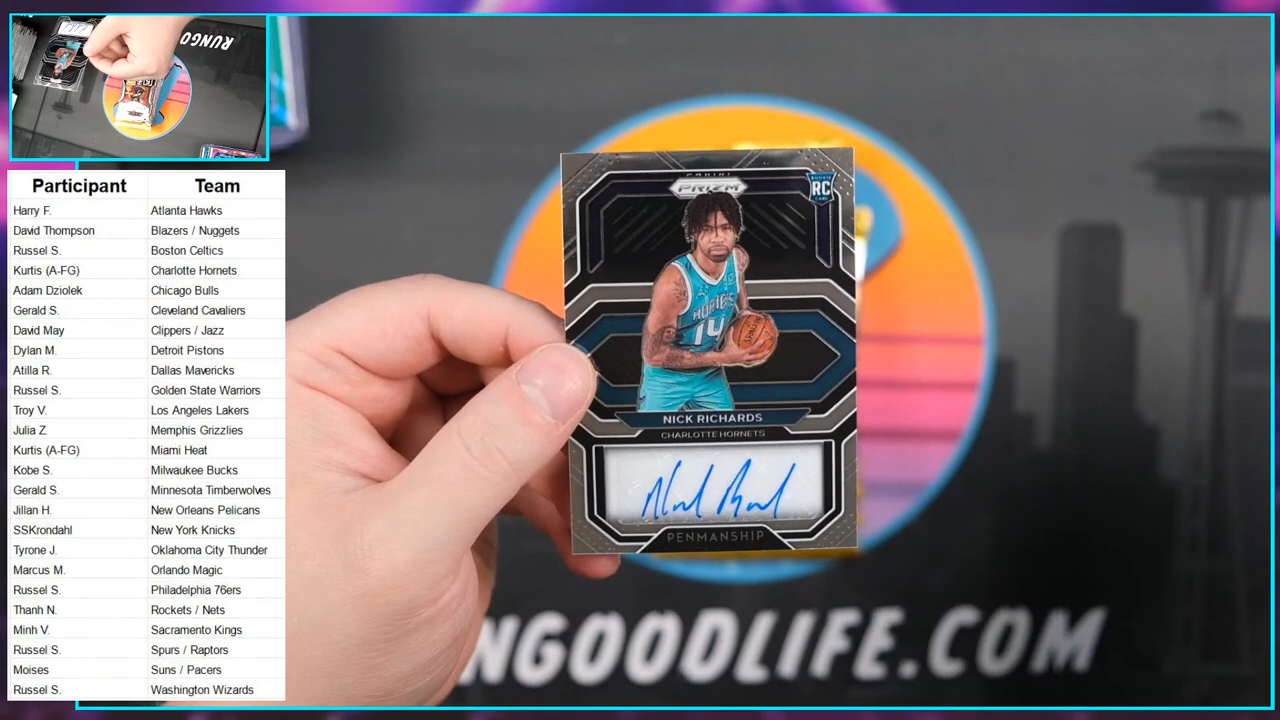 RUNGOOD
Participant Team
Harry F. Atlanta Hawks
David Thompson Blazers / Nuggets
Russel S. Boston Celtics
Kurtis (A-FG) Charlotte Hornets
Adam Dziolek Chicago Bulls
Gerald S. Cleveland Cavaliers
David May Clippers / Jazz
Dylan M. Detroit Pistons
Atilla R. Dallas Mavericks
Russel S. Golden State Warriors
Troy V. Los Angeles Lakers
Julia Z. Memphis Grizzlies
Kurtis (A-FG) Miami Heat
Kobe S. Milwaukee Bucks
Gerald S. Minnesota Timberwolves
Jillan H. New Orleans Pelicans
SSKrondahl New York Knicks
Tyrone J. Oklahoma City Thunder
Marcus M. Orlando Magic
Russel S. Philadelphia 76ers
Thanh N. Rockets / Nets
Minh V. Sacramento Kings
Russel S. Spurs / Raptors
Moises Suns / Pacers
Russel S. Washington Wizards
PANINI
PRIZM
RC
HORNETS
14
NICK RICHARDS
CHARLOTTE HORNETS
PENMANSHIP
NGOODLIFE.COM